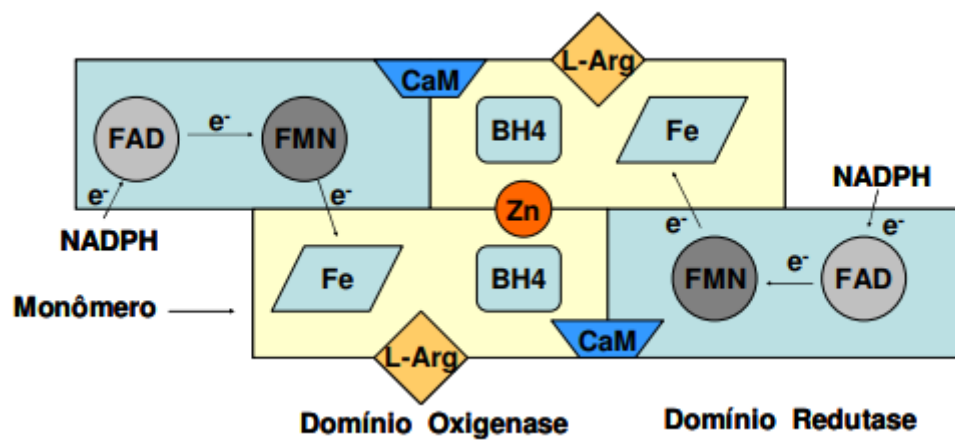 L-Arg
CaM
FAD
e-
FMN
BH4
Fe
NADPH
e-
e-
NADPH
Zn
e-
e-
Fe
BH4
FMN
e-
FAD
Monômero
CaM
L-Arg
Domínio Oxigenase
Domínio Redutase